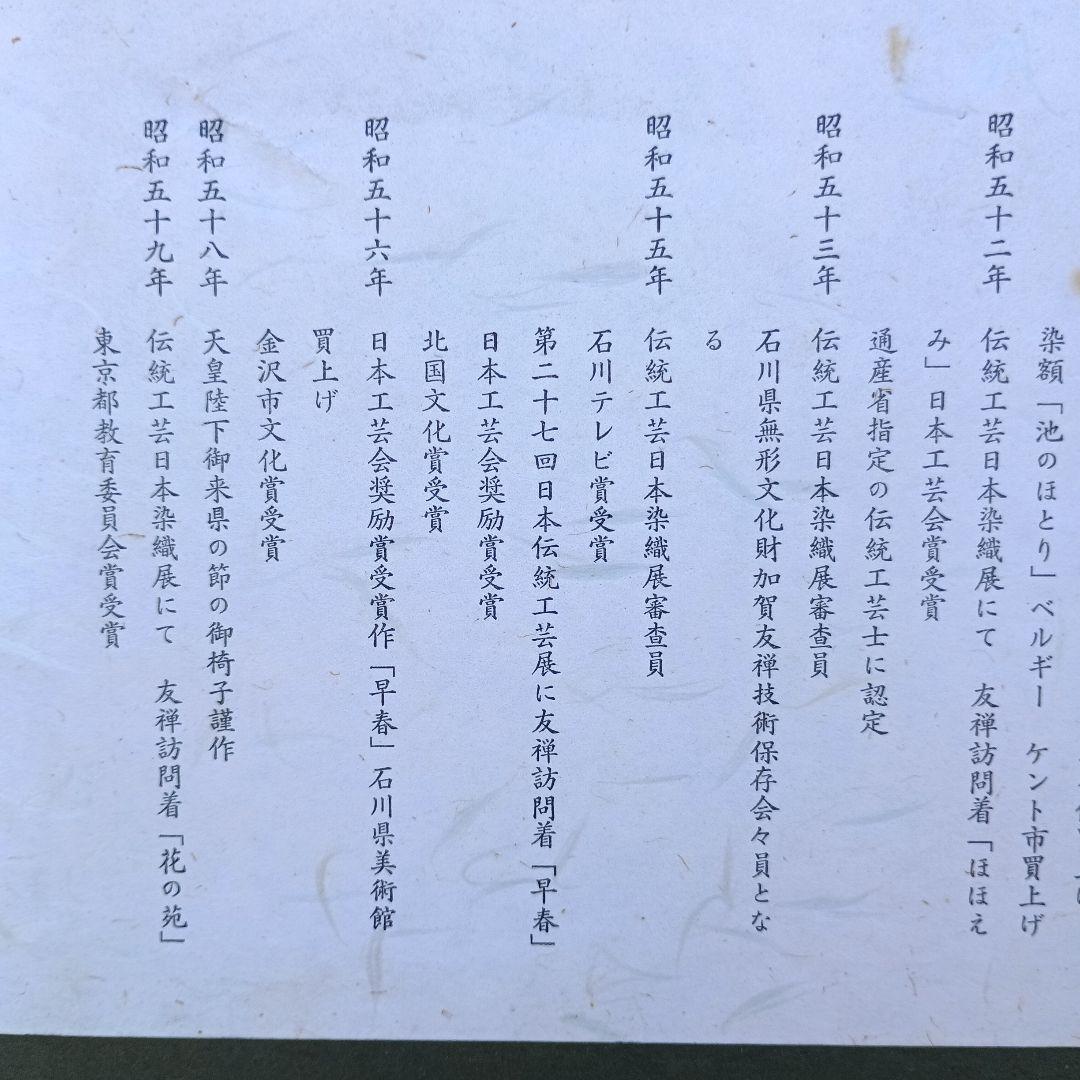 染額「池のほとり」ベルギー ケント市買上げ
昭和五十二年 伝統工芸日本染織展にて 友禅訪問着「ほほえ
み」日本工芸会賞受賞
通産省指定の伝統工芸士に認定
昭和五十三年 伝統工芸日本染織展審査員
石川県無形文化財加賀友禅技術保存会々員とな
る
昭和五十五年 伝統工芸日本染織展審査員
石川テレビ賞受賞
第二十七回日本伝統工芸展に友禅訪問着「早春」
日本工芸会奨励賞受賞
北国文化賞受賞
昭和五十六年 日本工芸会奨励賞受賞作「早春」石川県美術館
買上げ
金沢市文化賞受賞
昭和五十八年 天皇陸下御来県の節の御椅子謹作
昭和五十九年 伝統工芸日本染織展にて 友禅訪問着「花の苑」
東京都教育委員会賞受賞